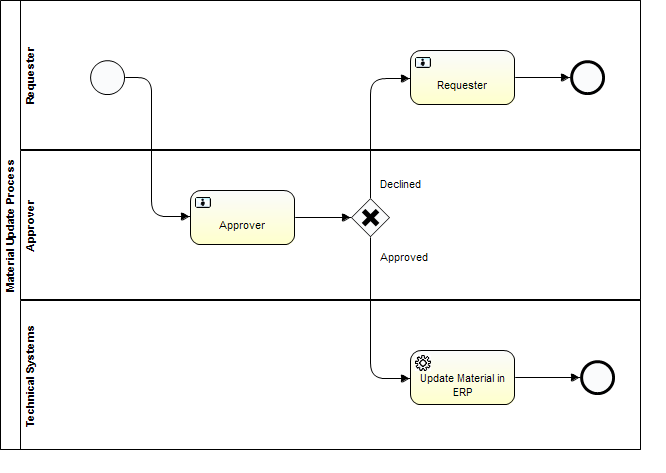 Material Update Process
Requester
Requester
Approver
Approver
Declined
Approved
Technical Systems
Update Material in
ERP